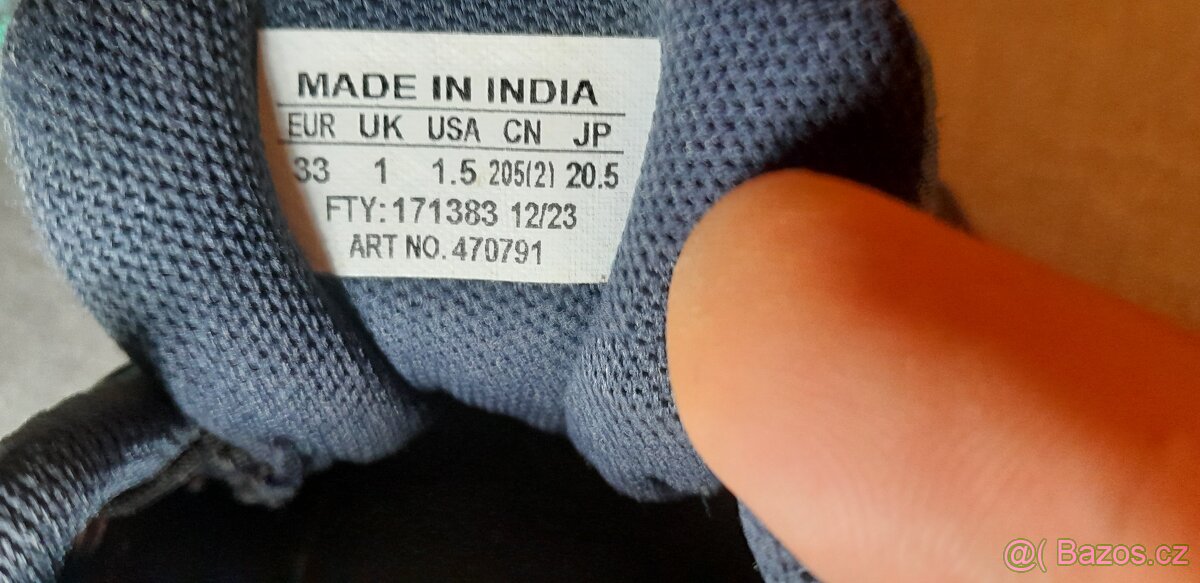 MADE IN INDIA
EUR UK USA CN JP
33 1 1.5 205(2) 20.5
FTY: 171383 12/23
ART NO. 470791
@( Bazos.cz